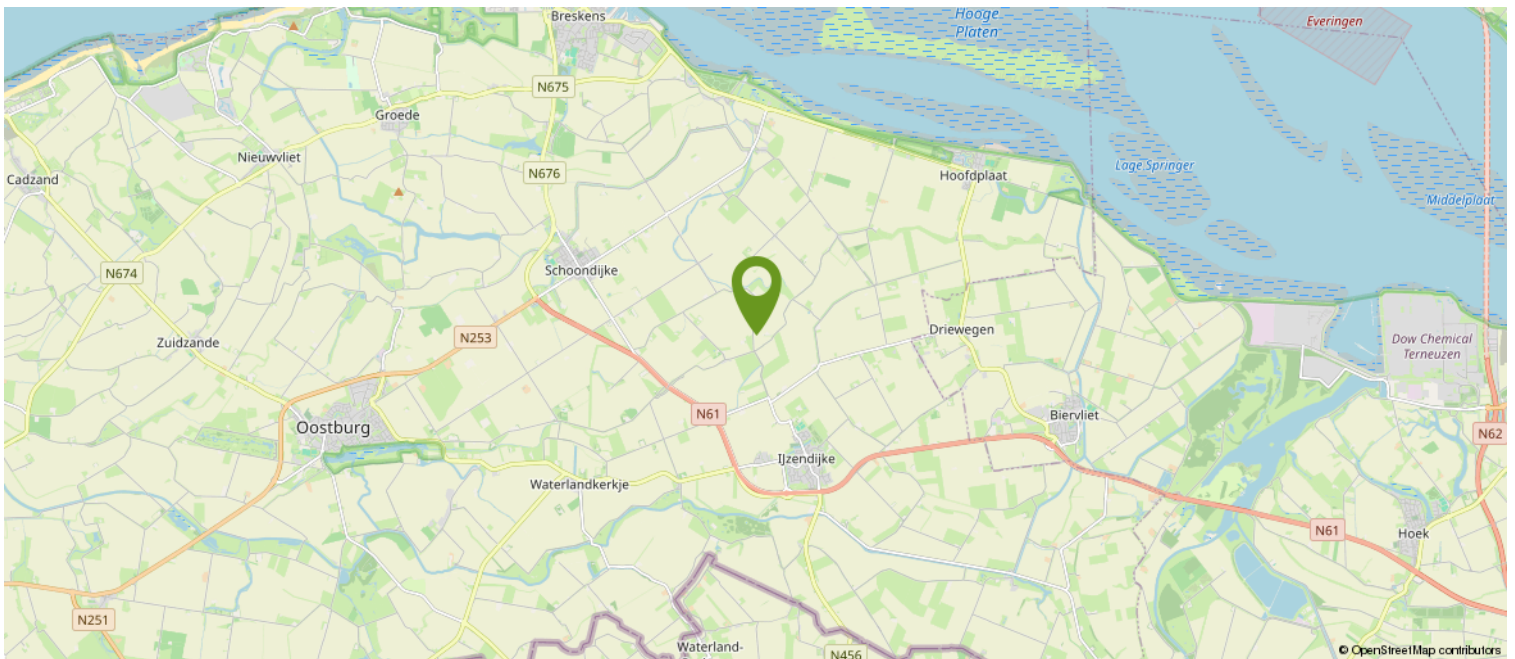 Breskens
Hooge
Platen
Everingen
N675
Groede
Nieuwvliet
Cadzand
N676
Hoofdplaat
Lage Springer
Middelplaat
Schoondijke
N674
Zuidzande
N253
Driewegen
Dow Chemical
Terneuzen
Oostburg
N61
Biervliet
N62
IJzendijke
Waterlandkerkje
N61
Hoek
N251
Waterland-
N456
© OpenStreetMap contributors